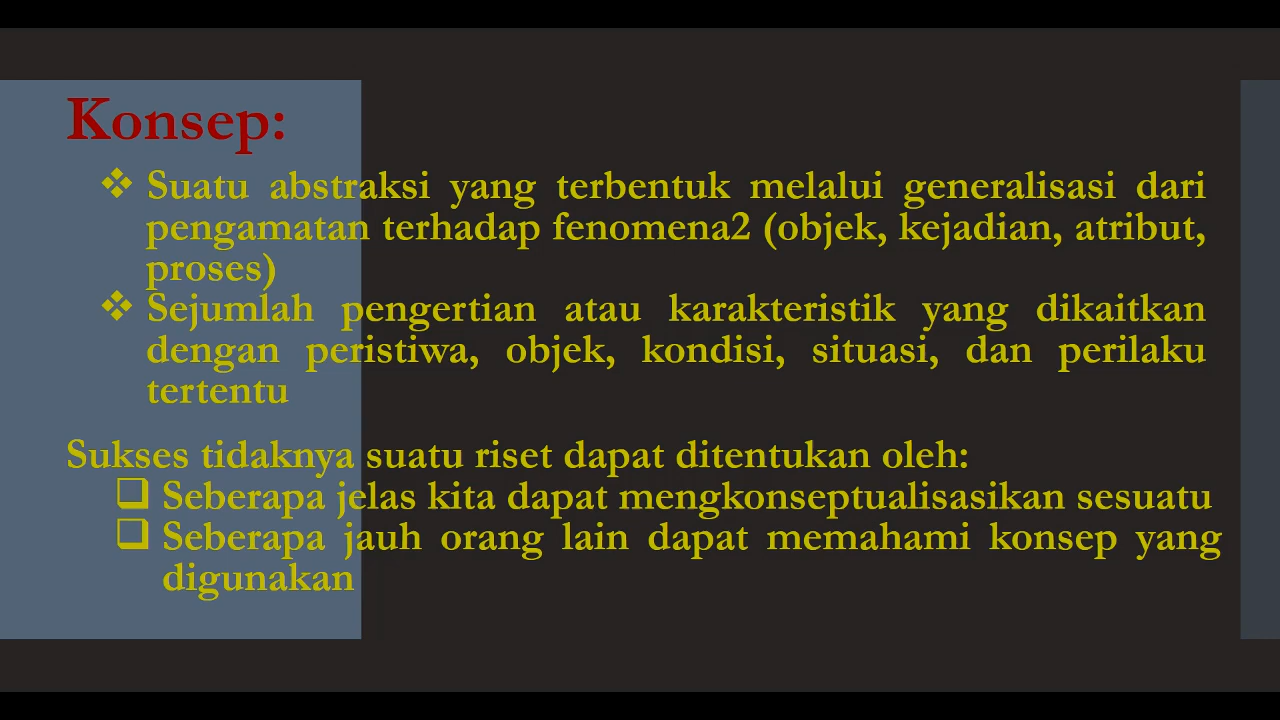 Konsep:
❖ Suatu abstraksi yang terbentuk melalui generalisasi dari
pengamatan terhadap fenomena2 (objek, kejadian, atribut,
proses)
❖ Sejumlah pengertian atau karakteristik yang dikaitkan
dengan peristiwa, objek, kondisi, situasi, dan perilaku
tertentu
Sukses tidaknya suatu riset dapat ditentukan oleh:
❑ Seberapa jelas kita dapat mengkonseptualisasikan sesuatu
❑ Seberapa jauh orang lain dapat memahami konsep yang
digunakan